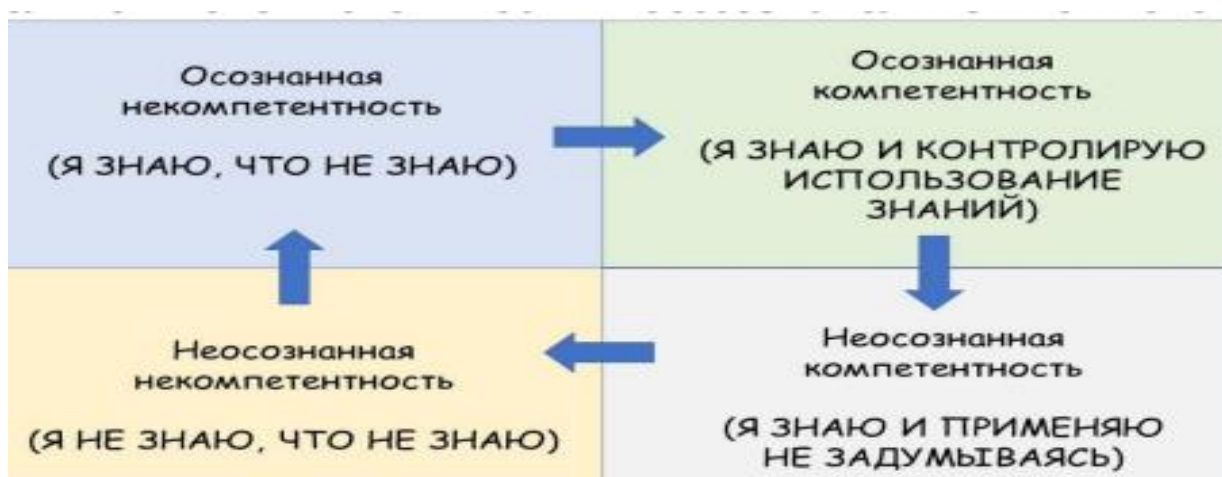 Осознанная
некомпетентность
(Я ЗНАЮ, ЧТО НЕ ЗНАЮ)
Осознанная
компетентность
(Я ЗНАЮ И КОНТРОЛИРУЮ
ИСПОЛЬЗОВАНИЕ
ЗНАНИЙ)
Неосознанная
некомпетентность
(Я НЕ ЗНАЮ, ЧТО НЕ ЗНАЮ)
Неосознанная
компетентность
(Я ЗНАЮ И ПРИМЕНЯЮ
НЕ ЗАДУМЫВАЯСЬ)